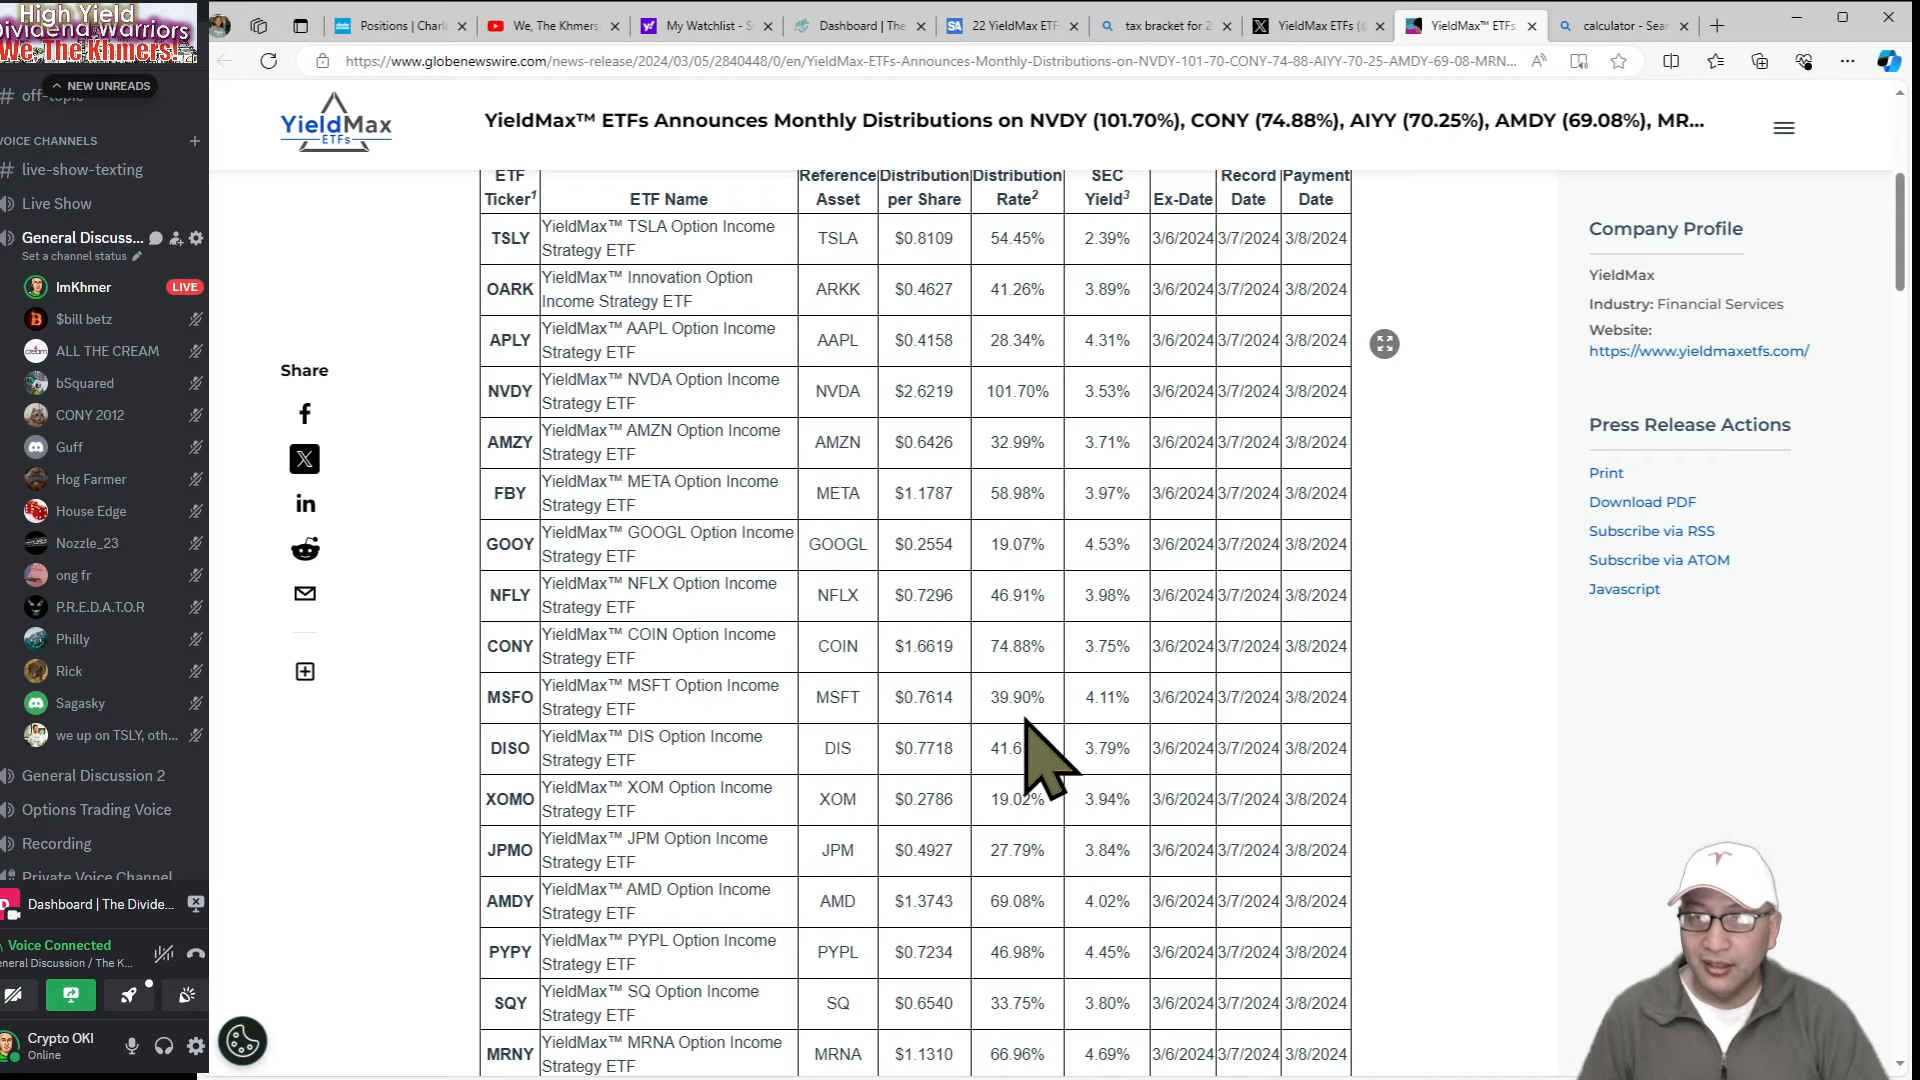 High Yield
Dividend Warriors
We The Khmers!
NEW UNREADS
VOICE CHANNELS
live-show-texting
Live Show
General Discuss...
Set a channel status
ImKhmer
LIVE
$bill betz
ALL THE CREAM
bSquared
CONY 2012
Guff
Hog Farmer
House Edge
Nozzle_23
ong fr
P.R.E.D.A.T.O.R
Philly
Rick
Sagasky
we up on TSLY, oth...
General Discussion 2
Options Trading Voice
Recording
Private Voice Channel
Dashboard | The Divide...
Voice Connected
eneral Discussion / The K...
Crypto OKI
Online
Positions | Charl
We, The Khmers
My Watchlist - S
Dashboard | The
SA 22 YieldMax ETF
tax bracket for 2
YieldMax ETFs (@
YieldMax™ ETFs
calculator - Sear
https://www.globenewswire.com/news-release/2024/03/05/2840448/0/en/YieldMax-ETFs-Announces-Monthly-Distributions-on-NVDY-101-70-CONY-74-88-AIYY-70-25-AMDY-69-08-MRN...
YieldMax
ETFs
YieldMax™ ETFs Announces Monthly Distributions on NVDY (101.70%), CONY (74.88%), AIYY (70.25%), AMDY (69.08%), MR...
Share
ETF Ticker¹ ETF Name Reference Asset Distribution per Share Distribution Rate² SEC Yield³ Ex-Date Record Date Payment Date
TSLY YieldMax™ TSLA Option Income Strategy ETF TSLA $0.8109 54.45% 2.39% 3/6/2024 3/7/2024 3/8/2024
OARK YieldMax™ Innovation Option Income Strategy ETF ARKK $0.4627 41.26% 3.89% 3/6/2024 3/7/2024 3/8/2024
APLY YieldMax™ AAPL Option Income Strategy ETF AAPL $0.4158 28.34% 4.31% 3/6/2024 3/7/2024 3/8/2024
NVDY YieldMax™ NVDA Option Income Strategy ETF NVDA $2.6219 101.70% 3.53% 3/6/2024 3/7/2024 3/8/2024
AMZY YieldMax™ AMZN Option Income Strategy ETF AMZN $0.6426 32.99% 3.71% 3/6/2024 3/7/2024 3/8/2024
FBY YieldMax™ META Option Income Strategy ETF META $1.1787 58.98% 3.97% 3/6/2024 3/7/2024 3/8/2024
GOOY YieldMax™ GOOGL Option Income Strategy ETF GOOGL $0.2554 19.07% 4.53% 3/6/2024 3/7/2024 3/8/2024
NFLY YieldMax™ NFLX Option Income Strategy ETF NFLX $0.7296 46.91% 3.98% 3/6/2024 3/7/2024 3/8/2024
CONY YieldMax™ COIN Option Income Strategy ETF COIN $1.6619 74.88% 3.75% 3/6/2024 3/7/2024 3/8/2024
MSFO YieldMax™ MSFT Option Income Strategy ETF MSFT $0.7614 39.90% 4.11% 3/6/2024 3/7/2024 3/8/2024
DISO YieldMax™ DIS Option Income Strategy ETF DIS $0.7718 3.79% 3/6/2024 3/7/2024 3/8/2024
XOMO YieldMax™ XOM Option Income Strategy ETF XOM $0.2786 19.02% 3.94% 3/6/2024 3/7/2024 3/8/2024
JPMO YieldMax™ JPM Option Income Strategy ETF JPM $0.4927 27.79% 3.84% 3/6/2024 3/7/2024 3/8/2024
AMDY YieldMax™ AMD Option Income Strategy ETF AMD $1.3743 69.08% 4.02% 3/6/2024 3/7/2024 3/8/2024
PYPY YieldMax™ PYPL Option Income Strategy ETF PYPL $0.7234 46.98% 4.45% 3/6/2024 3/7/2024 3/8/2024
SQY YieldMax™ SQ Option Income Strategy ETF SQ $0.6540 33.75% 3.80% 3/6/2024 3/7/2024 3/8/2024
MRNY YieldMax™ MRNA Option Income Strategy ETF MRNA $1.1310 66.96% 4.69% 3/6/2024 3/7/2024 3/8/2024
Company Profile
YieldMax
Industry: Financial Services
Website:
https://www.yieldmaxetfs.com/
Press Release Actions
Print
Download PDF
Subscribe via RSS
Subscribe via ATOM
Javascript